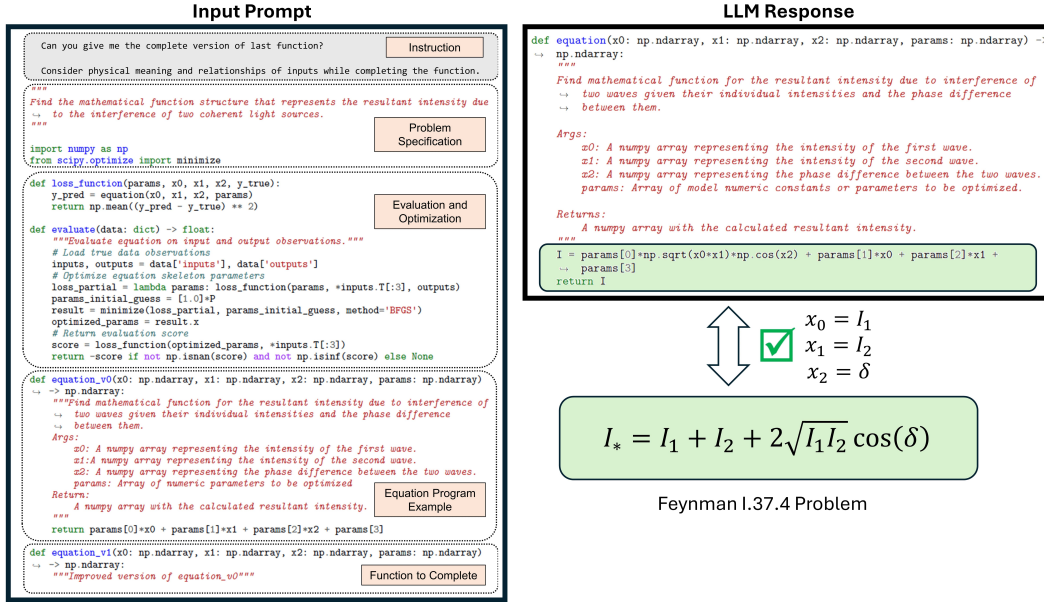 Input Prompt
Can you give me the complete version of last function?
Instruction
Consider physical meaning and relationships of inputs while completing the function.
"""
Find the mathematical function structure that represents the resultant intensity due
↪ to the interference of two coherent light sources.
"""
Problem
Specification
import numpy as np
from scipy.optimize import minimize
def loss_function(params, x0, x1, x2, y_true):
y_pred = equation(x0, x1, x2, params)
return np.mean((y_pred - y_true) ** 2)
Evaluation and
Optimization
def evaluate(data: dict) -> float:
"""Evaluate equation on input and output observations."""
# Load true data observations
inputs, outputs = data['inputs'], data['outputs']
# Optimize equation skeleton parameters
loss_partial = lambda params: loss_function(params, *inputs.T[:3], outputs)
params_initial_guess = [1.0]*P
result = minimize(loss_partial, params_initial_guess, method='BFGS')
optimized_params = result.x
# Return evaluation score
score = loss_function(optimized_params, *inputs.T[:3])
return -score if not np.isnan(score) and not np.isinf(score) else None
def equation_v0(x0: np.ndarray, x1: np.ndarray, x2: np.ndarray, params: np.ndarray)
↪ -> np.ndarray:
"""Find mathematical function for the resultant intensity due to interference of
↪ two waves given their individual intensities and the phase difference
↪ between them.
Args:
x0: A numpy array representing the intensity of the first wave.
x1:A numpy array representing the intensity of the second wave.
x2: A numpy array representing the phase difference between the two waves.
params: Array of numeric parameters to be optimized
Return:
A numpy array with the calculated resultant intensity.
"""
Equation Program
Example
return params[0]*x0 + params[1]*x1 + params[2]*x2 + params[3]
def equation_v1(x0: np.ndarray, x1: np.ndarray, x2: np.ndarray, params: np.ndarray)
↪ -> np.ndarray:
"""Improved version of equation_v0"""
Function to Complete
LLM Response
def equation(x0: np.ndarray, x1: np.ndarray, x2: np.ndarray, params: np.ndarray) -
↪ np.ndarray:
"""
Find mathematical function for the resultant intensity due to interference of
↪ two waves given their individual intensities and the phase difference
↪ between them.
Args:
x0: A numpy array representing the intensity of the first wave.
x1: A numpy array representing the intensity of the second wave.
x2: A numpy array representing the phase difference between the two waves.
params: Array of model numeric constants or parameters to be optimized.
Returns:
A numpy array with the calculated resultant intensity.
"""
I = params[0]*np.sqrt(x0*x1)*np.cos(x2) + params[1]*x0 + params[2]*x1 +
↪ params[3]
return I
x₀ = I₁
x₁ = I₂
x₂ = δ
I∗ = I₁ + I₂ + 2√(I₁I₂) cos(δ)
Feynman I.37.4 Problem